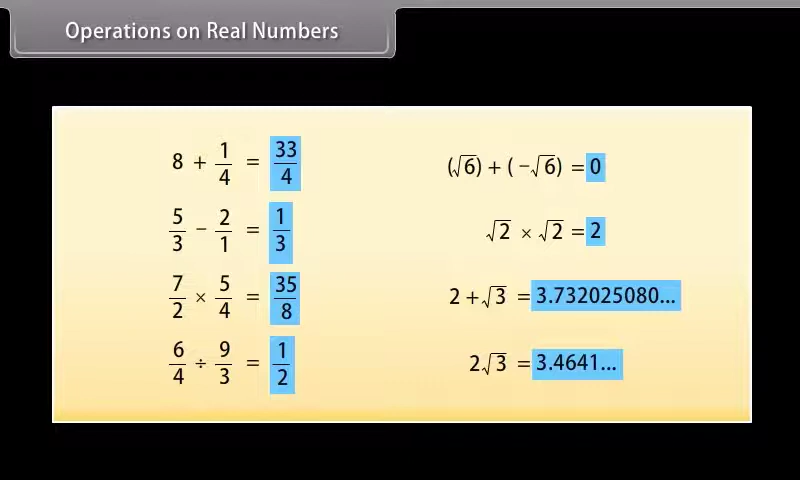 Operations on Real Numbers
8 + 1/4 = 33/4
5/3 − 2/1 = 1/3
7/2 × 5/4 = 35/8
6/4 ÷ 9/3 = 1/2
(√6) + (−√6) = 0
√2 × √2 = 2
2 + √3 = 3.732025080...
2√3 = 3.4641...